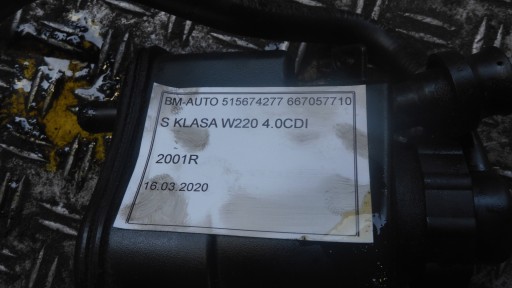 BM-AUTO 515674277 667057710
S KLASA W220 4.0CDI
2001R
16.03.2020